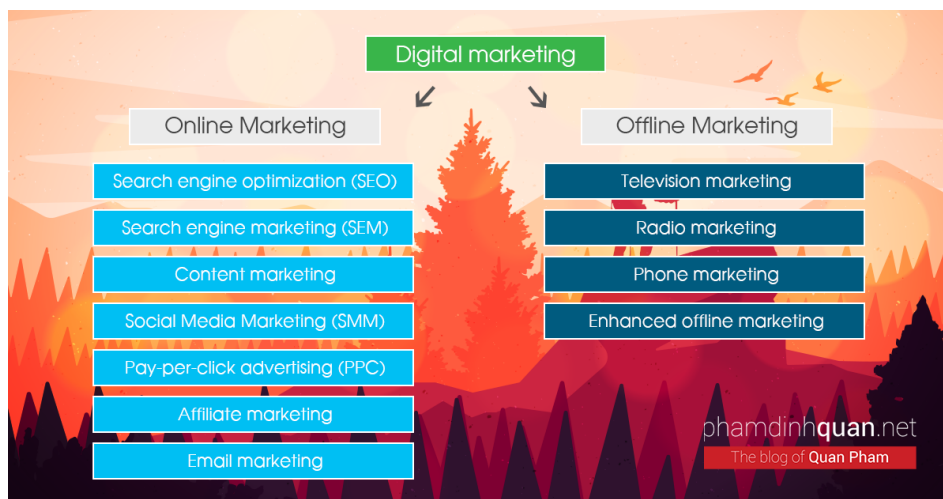 Digital marketing
Online Marketing
Search engine optimization (SEO)
Search engine marketing (SEM)
Content marketing
Social Media Marketing (SMM)
Pay-per-click advertising (PPC)
Affiliate marketing
Email marketing
Offline Marketing
Television marketing
Radio marketing
Phone marketing
Enhanced offline marketing
phamdinhquan.net
The blog of Quan Pham